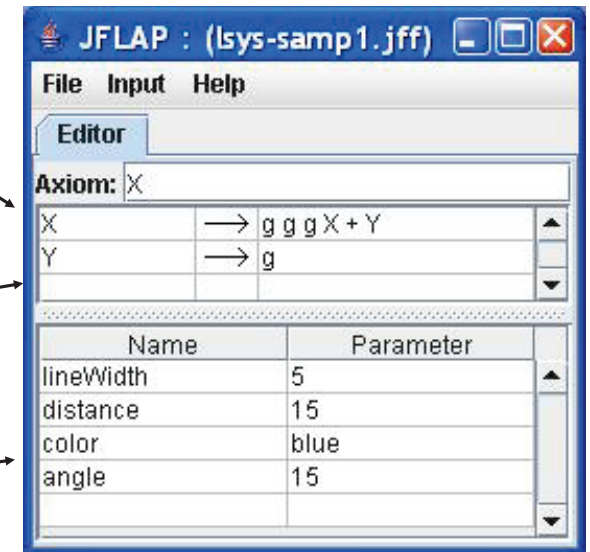 JFLAP : (lsys-samp1.jff)
File Input Help
Editor
Axiom: X
X → g g g X + Y
Y → g
Name Parameter
lineWidth 5
distance 15
color blue
angle 15